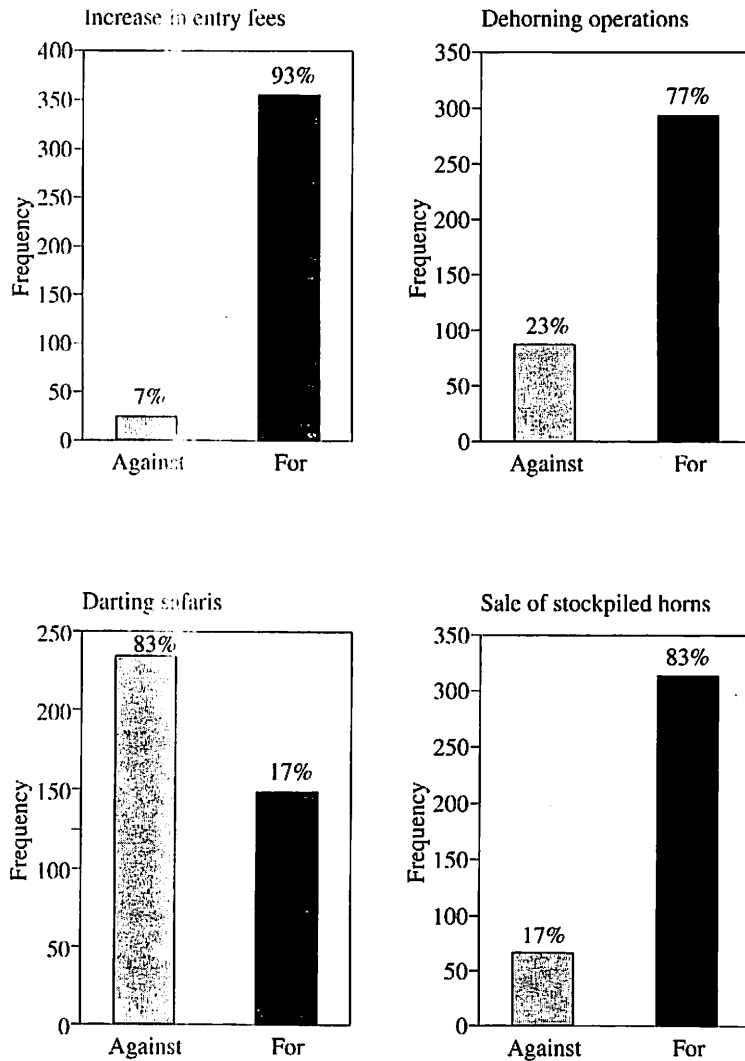 Increase in entry fees
400
350
300
250
200
150
100
50
0
Frequency
7%
93%
Against
For
Dehorning operations
350
300
250
200
150
100
50
0
Frequency
23%
77%
Against
For
Darting safaris
250
200
150
100
50
0
Frequency
83%
17%
Against
For
Sale of stockpiled horns
350
300
250
200
150
100
50
0
Frequency
17%
83%
Against
For